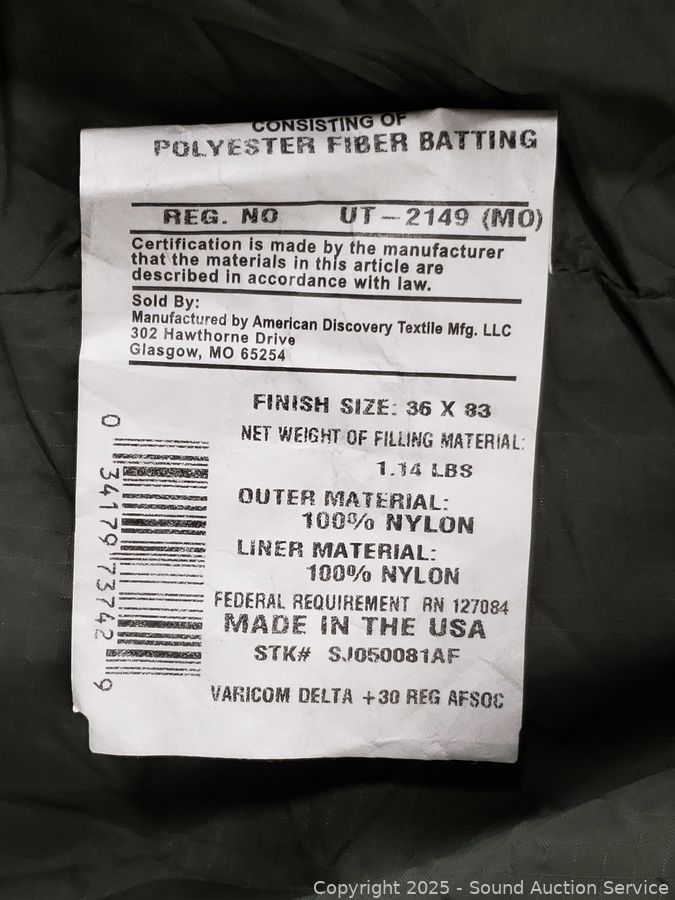 CONSISTING OF
POLYESTER FIBER BATTING
REG. NO UT-2149 (MO)
Certification is made by the manufacturer
that the materials in this article are
described in accordance with law.
Sold By:
Manufactured by American Discovery Textile Mfg. LLC
302 Hawthorne Drive
Glasgow, MO 65254
FINISH SIZE: 36 X 83
NET WEIGHT OF FILLING MATERIAL:
1.14 LBS
OUTER MATERIAL:
100% NYLON
LINER MATERIAL:
100% NYLON
FEDERAL REQUIREMENT RN 127084
MADE IN THE USA
STK# SJ050081AF
VARICOM DELTA +30 REG AFSOC
0 34179 73742 9
Copyright 2025 - Sound Auction Service